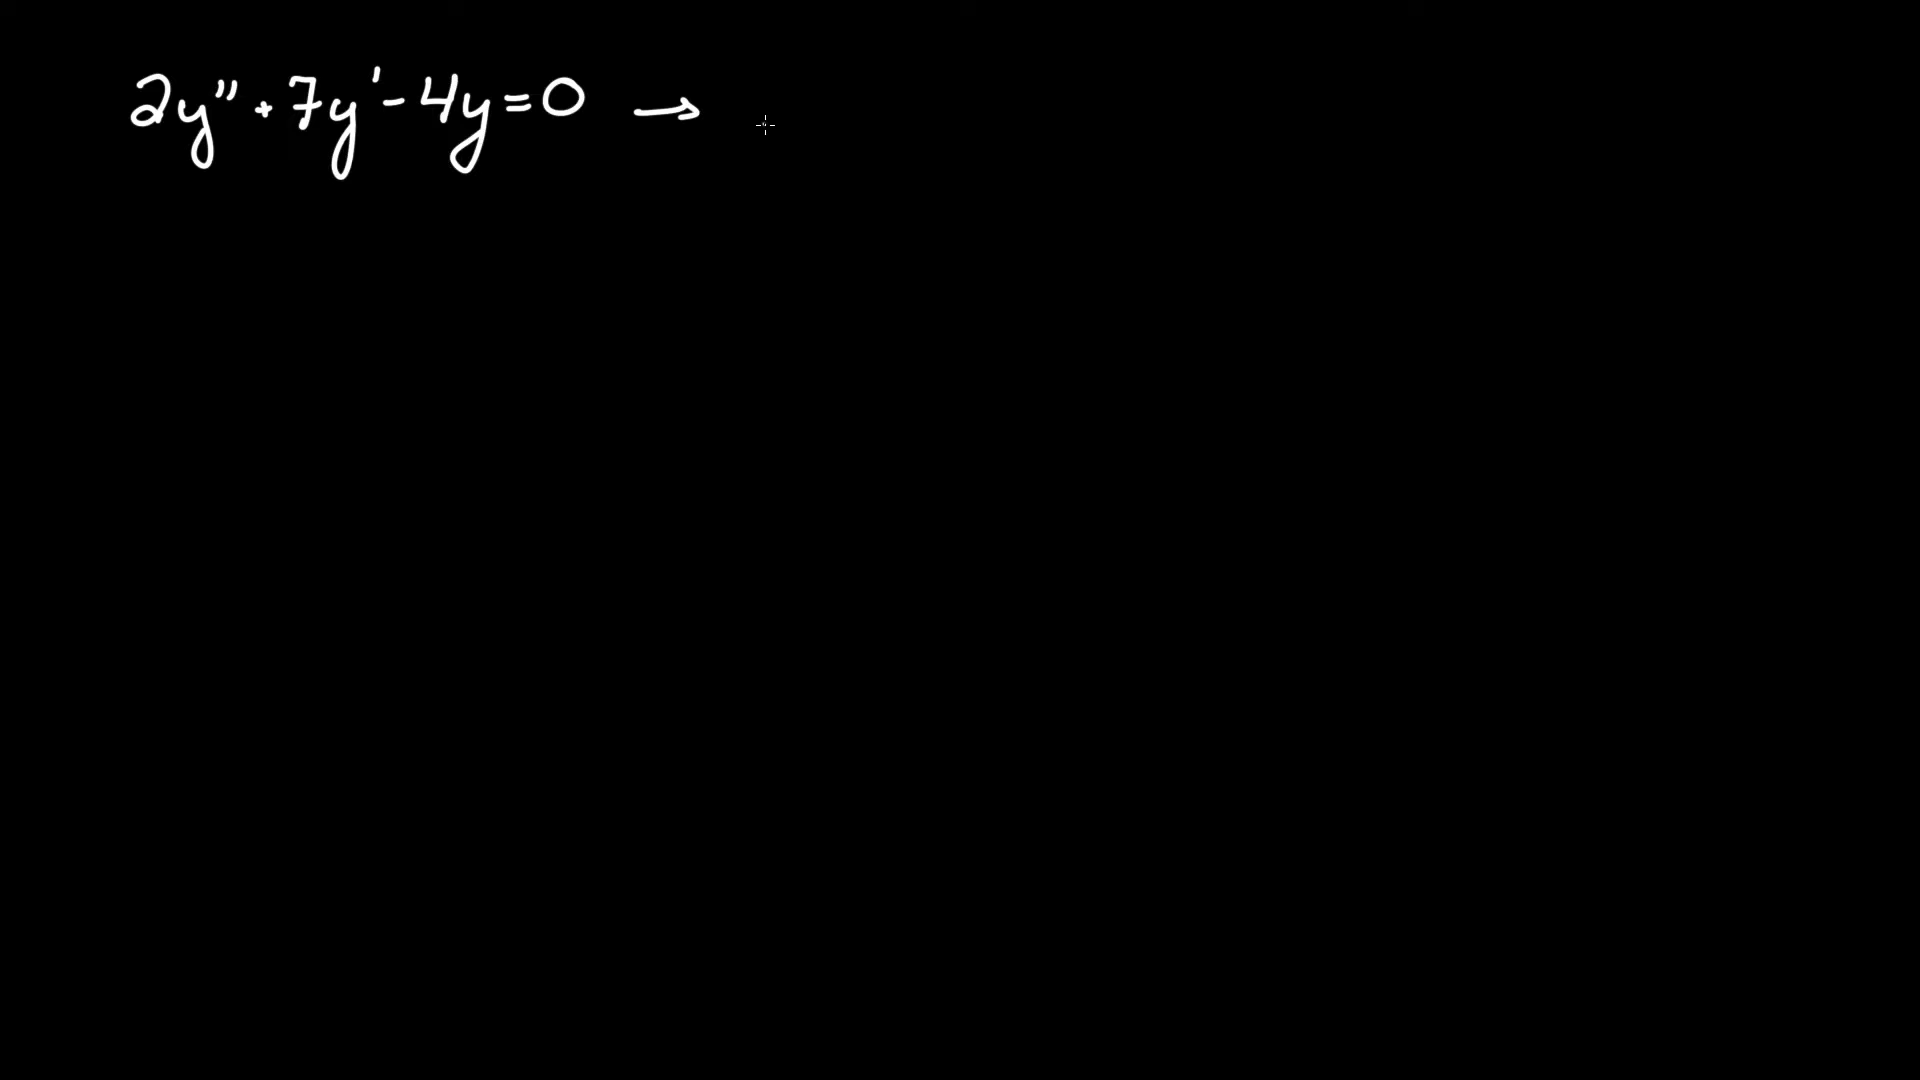 2y'' + 7y' - 4y = 0 →